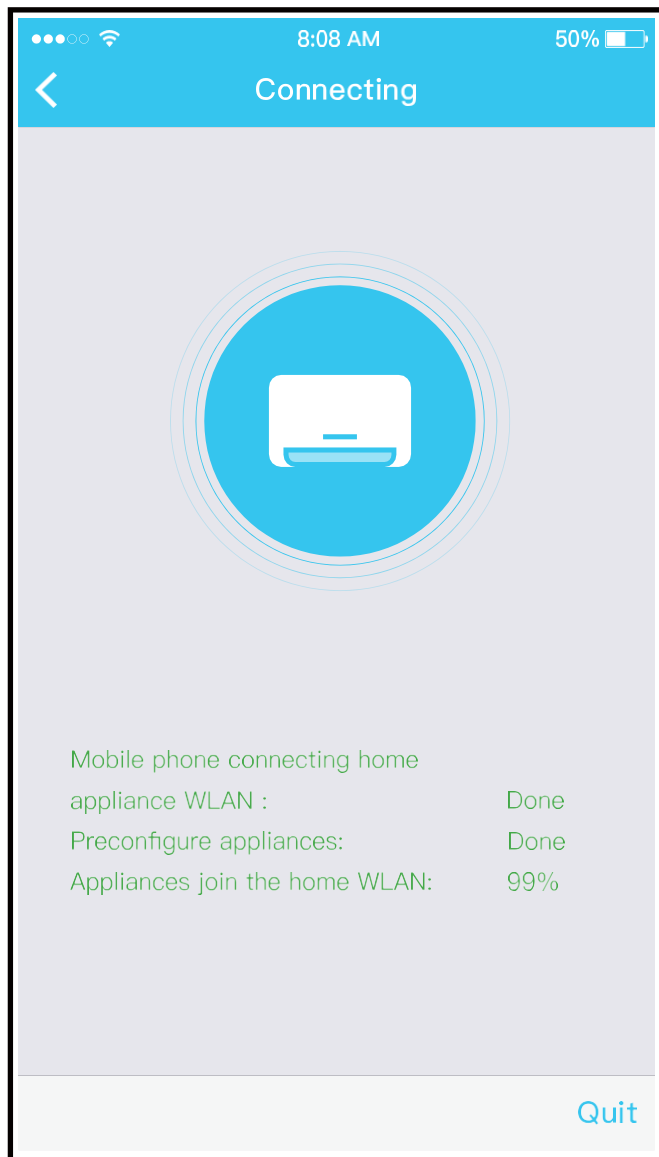 8:08 AM
50%
Connecting
Mobile phone connecting home
appliance WLAN : Done
Preconfigure appliances: Done
Appliances join the home WLAN: 99%
Quit